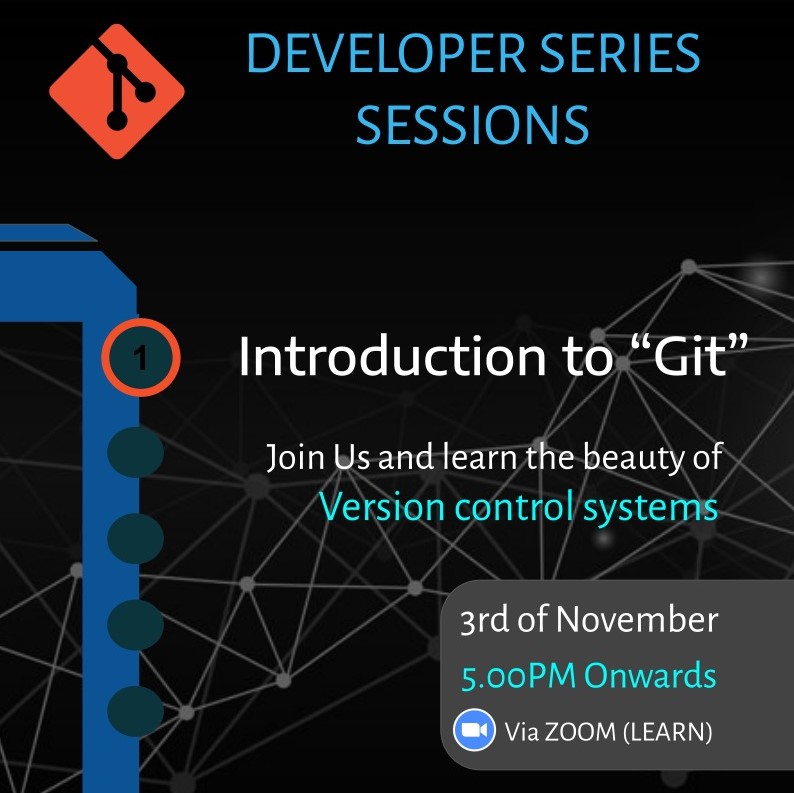 DEVELOPER SERIES
SESSIONS
1
Introduction to “Git”
Join Us and learn the beauty of
Version control systems
3rd of November
5.00PM Onwards
Via ZOOM (LEARN)